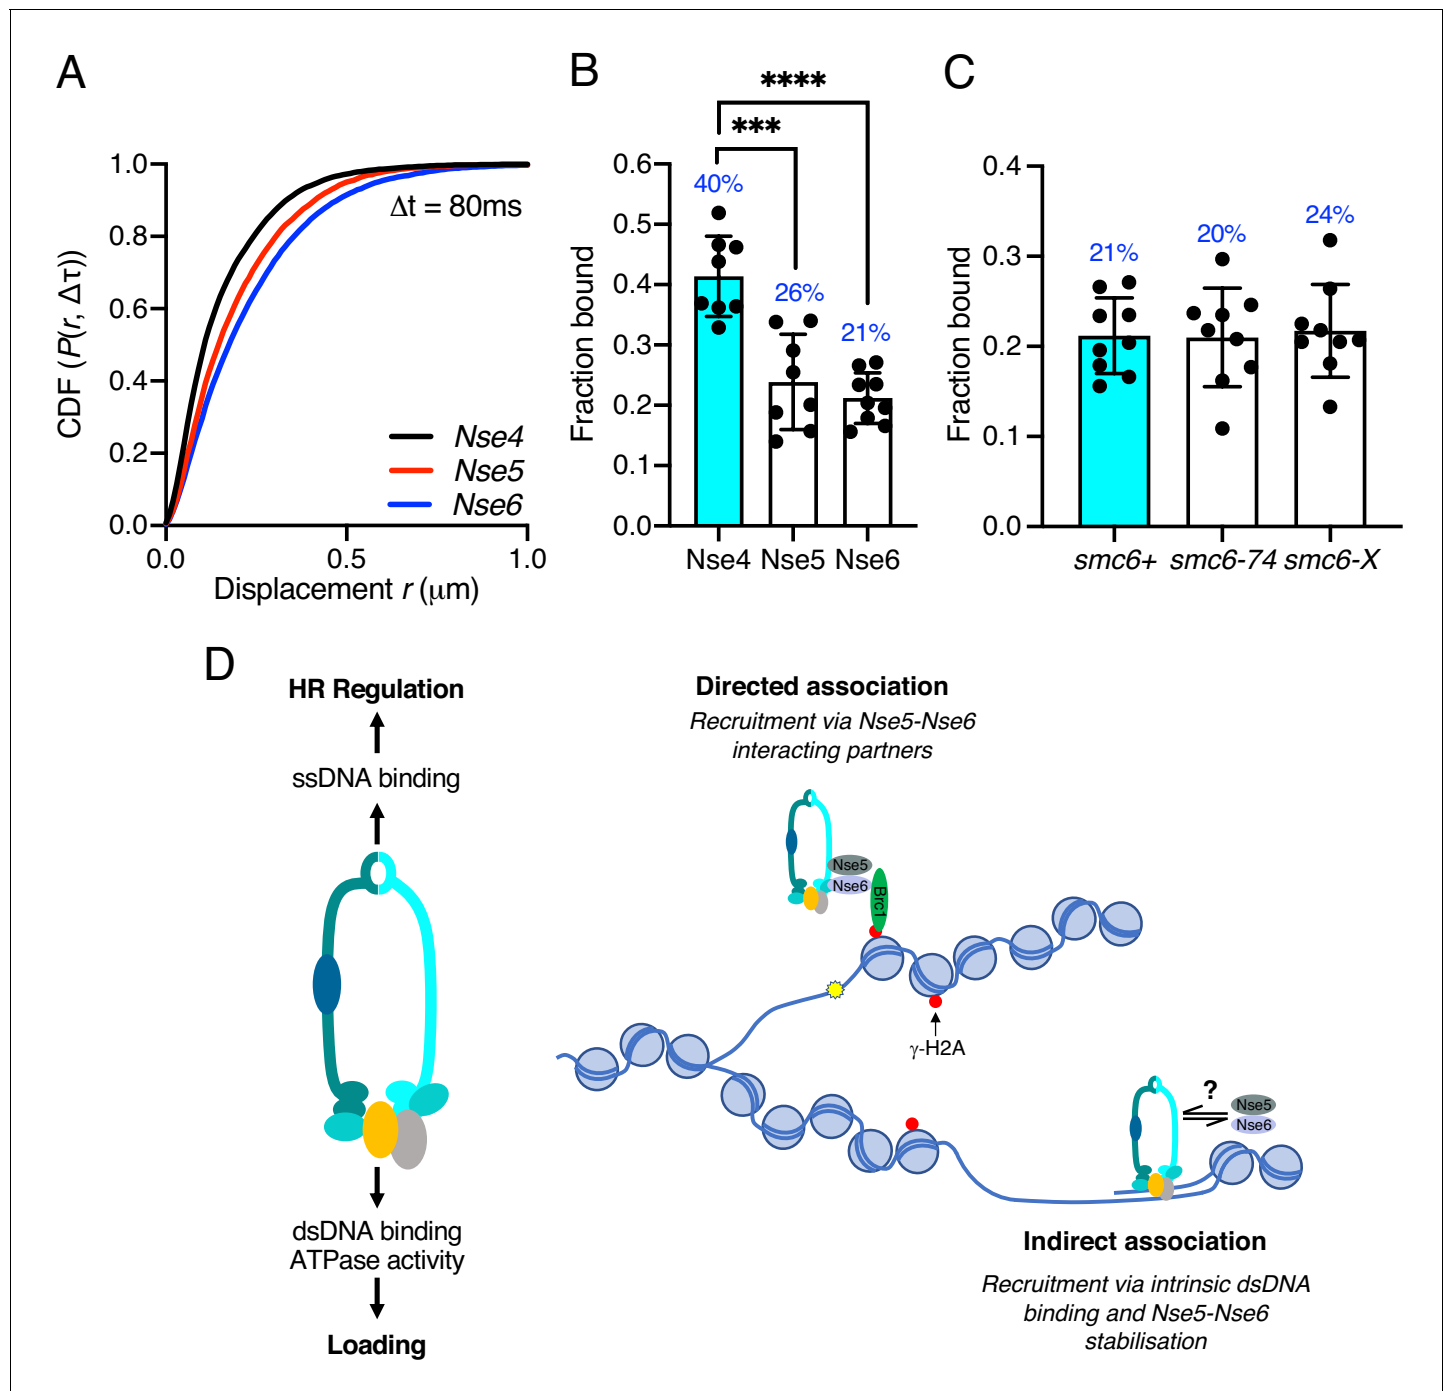 A
1.0
0.8
0.6
0.4
0.2
0.0
CDF (P(r, Δτ))
Δt = 80ms
Nse4
Nse5
Nse6
0.0 0.5 1.0
Displacement r (μm)
B
****
***
0.6
0.5
0.4
0.3
0.2
0.1
0.0
Fraction bound
40%
26%
21%
Nse4 Nse5 Nse6
C
0.4
0.3
0.2
0.1
0.0
Fraction bound
21%
20%
24%
smc6+ smc6-74 smc6-X
D
HR Regulation
ssDNA binding
dsDNA binding
ATPase activity
Loading
Directed association
Recruitment via Nse5-Nse6
interacting partners
Nse5
Nse6
Brc1
γ-H2A
?
Nse5
Nse6
Indirect association
Recruitment via intrinsic dsDNA
binding and Nse5-Nse6
stabilisation